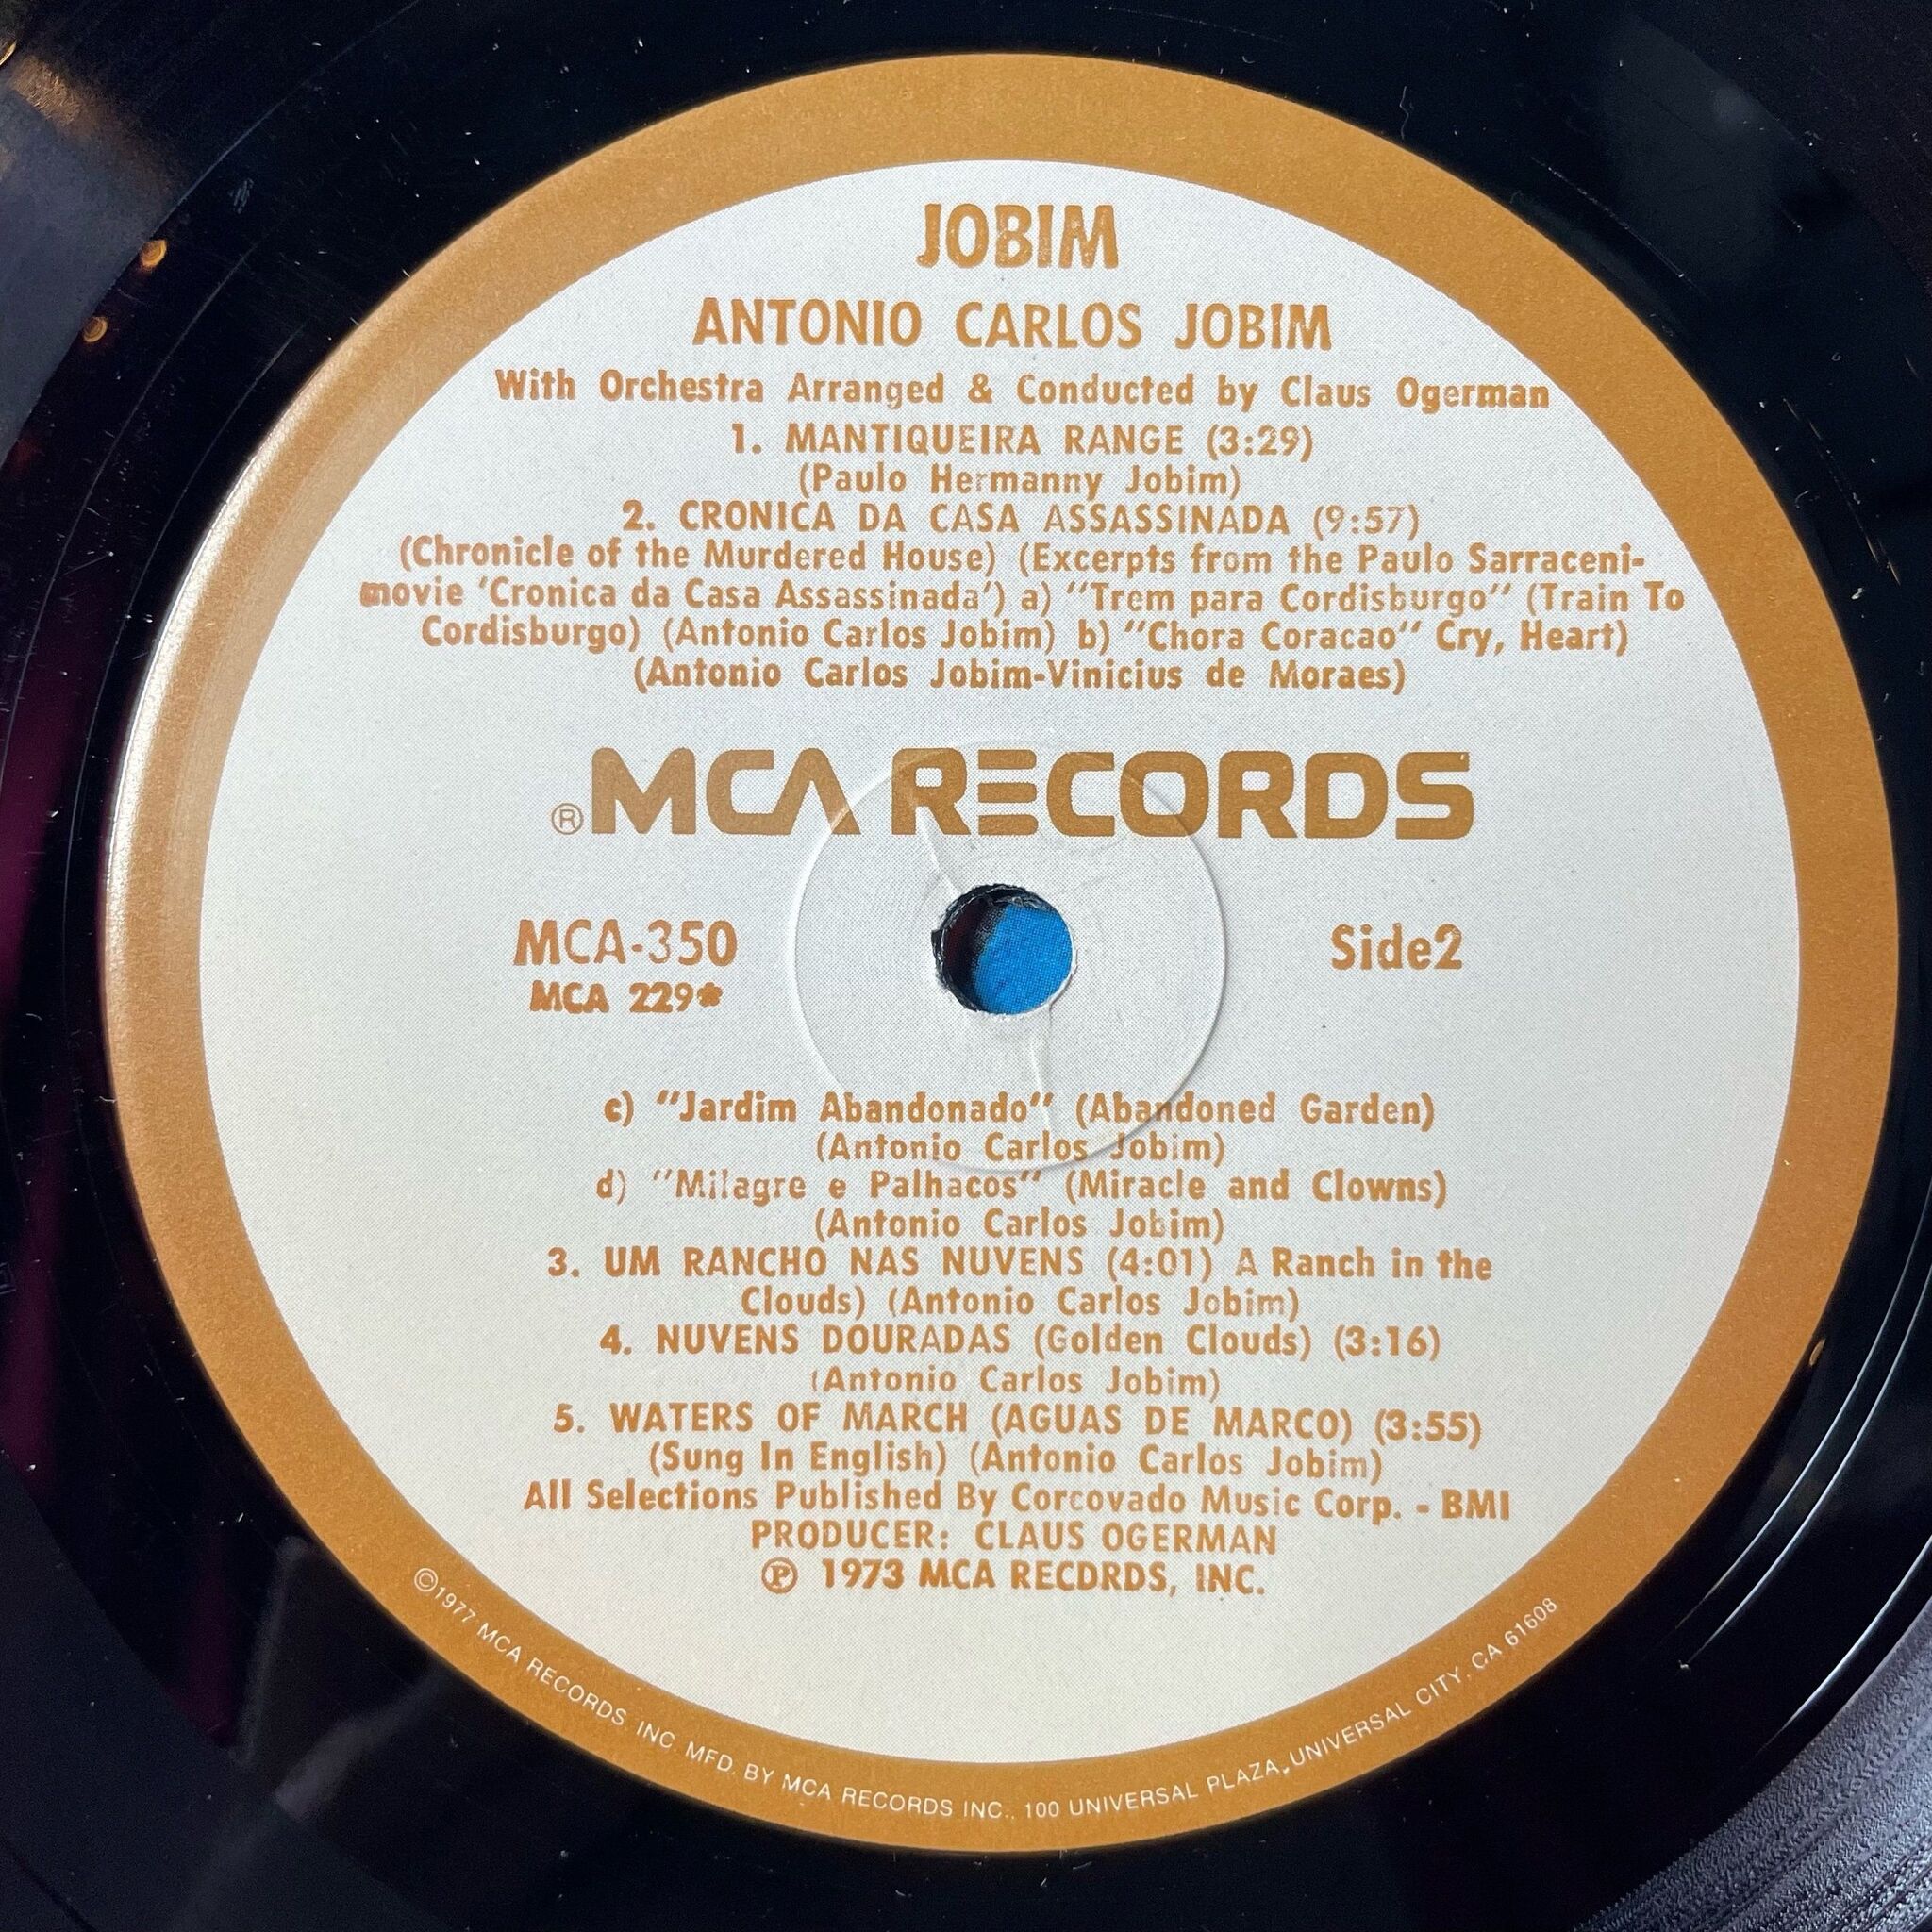 JOBIM
ANTONIO CARLOS JOBIM
With Orchestra Arranged & Conducted by Claus Ogerman
1. MANTIQUEIRA RANGE (3:29)
(Paulo Hermanny Jobim)
2. CRONICA DA CASA ASSASSINADA (9:57)
(Chronicle of the Murdered House) (Excerpts from the Paulo Sarraceni-
movie 'Cronica da Casa Assassinada') a) "Trem para Cordisburgo" (Train To
Cordisburgo) (Antonio Carlos Jobim) b) "Chora Coracao" Cry, Heart)
(Antonio Carlos Jobim-Vinicius de Moraes)
®MCA RECORDS
MCA-350
MCA 229*
Side2
c) "Jardim Abandonado" (Abandoned Garden)
(Antonio Carlos Jobim)
d) "Milagre e Palhacos" (Miracle and Clowns)
(Antonio Carlos Jobim)
3. UM RANCHO NAS NUVENS (4:01) A Ranch in the
Clouds) (Antonio Carlos Jobim)
4. NUVENS DOURADAS (Golden Clouds) (3:16)
(Antonio Carlos Jobim)
5. WATERS OF MARCH (AGUAS DE MARCO) (3:55)
(Sung In English) (Antonio Carlos Jobim)
All Selections Published By Corcovado Music Corp. - BMI
PRODUCER: CLAUS OGERMAN
℗ 1973 MCA RECDRDS, INC.
©1977 MCA RECORDS INC. MFD. BY MCA RECORDS INC., 100 UNIVERSAL PLAZA, UNIVERSAL CITY, CA 61608